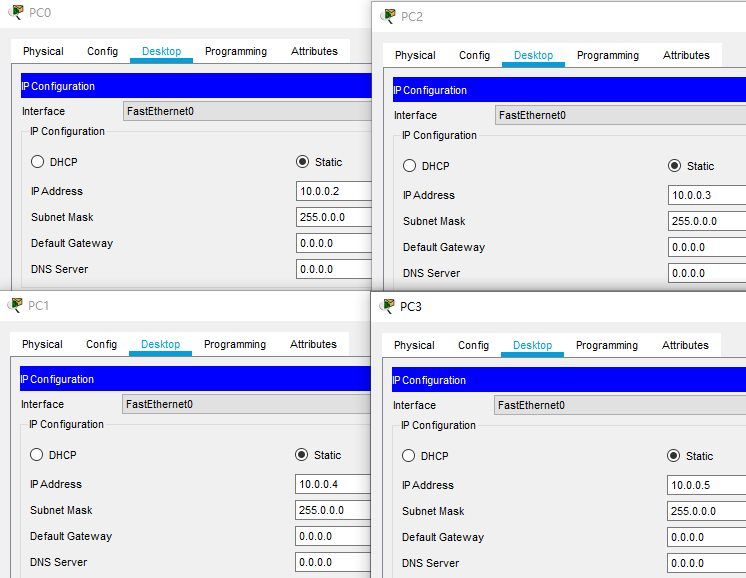 PC0
Physical Config Desktop Programming Attributes
IP Configuration
Interface FastEthernet0
IP Configuration
DHCP Static
IP Address 10.0.0.2
Subnet Mask 255.0.0.0
Default Gateway 0.0.0.0
DNS Server 0.0.0.0
PC2
Physical Config Desktop Programming Attributes
IP Configuration
Interface FastEthernet0
IP Configuration
DHCP Static
IP Address 10.0.0.3
Subnet Mask 255.0.0.0
Default Gateway 0.0.0.0
DNS Server 0.0.0.0
PC1
Physical Config Desktop Programming Attributes
IP Configuration
Interface FastEthernet0
IP Configuration
DHCP Static
IP Address 10.0.0.4
Subnet Mask 255.0.0.0
Default Gateway 0.0.0.0
DNS Server 0.0.0.0
PC3
Physical Config Desktop Programming Attributes
IP Configuration
Interface FastEthernet0
IP Configuration
DHCP Static
IP Address 10.0.0.5
Subnet Mask 255.0.0.0
Default Gateway 0.0.0.0
DNS Server 0.0.0.0